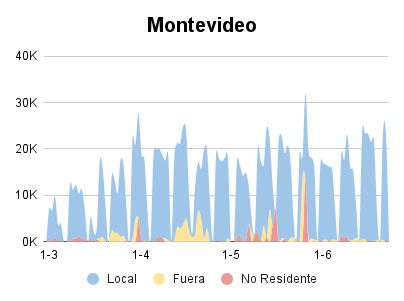 Montevideo
40K
30K
20K
10K
0K
1-3 1-4 1-5 1-6
Local Fuera No Residente